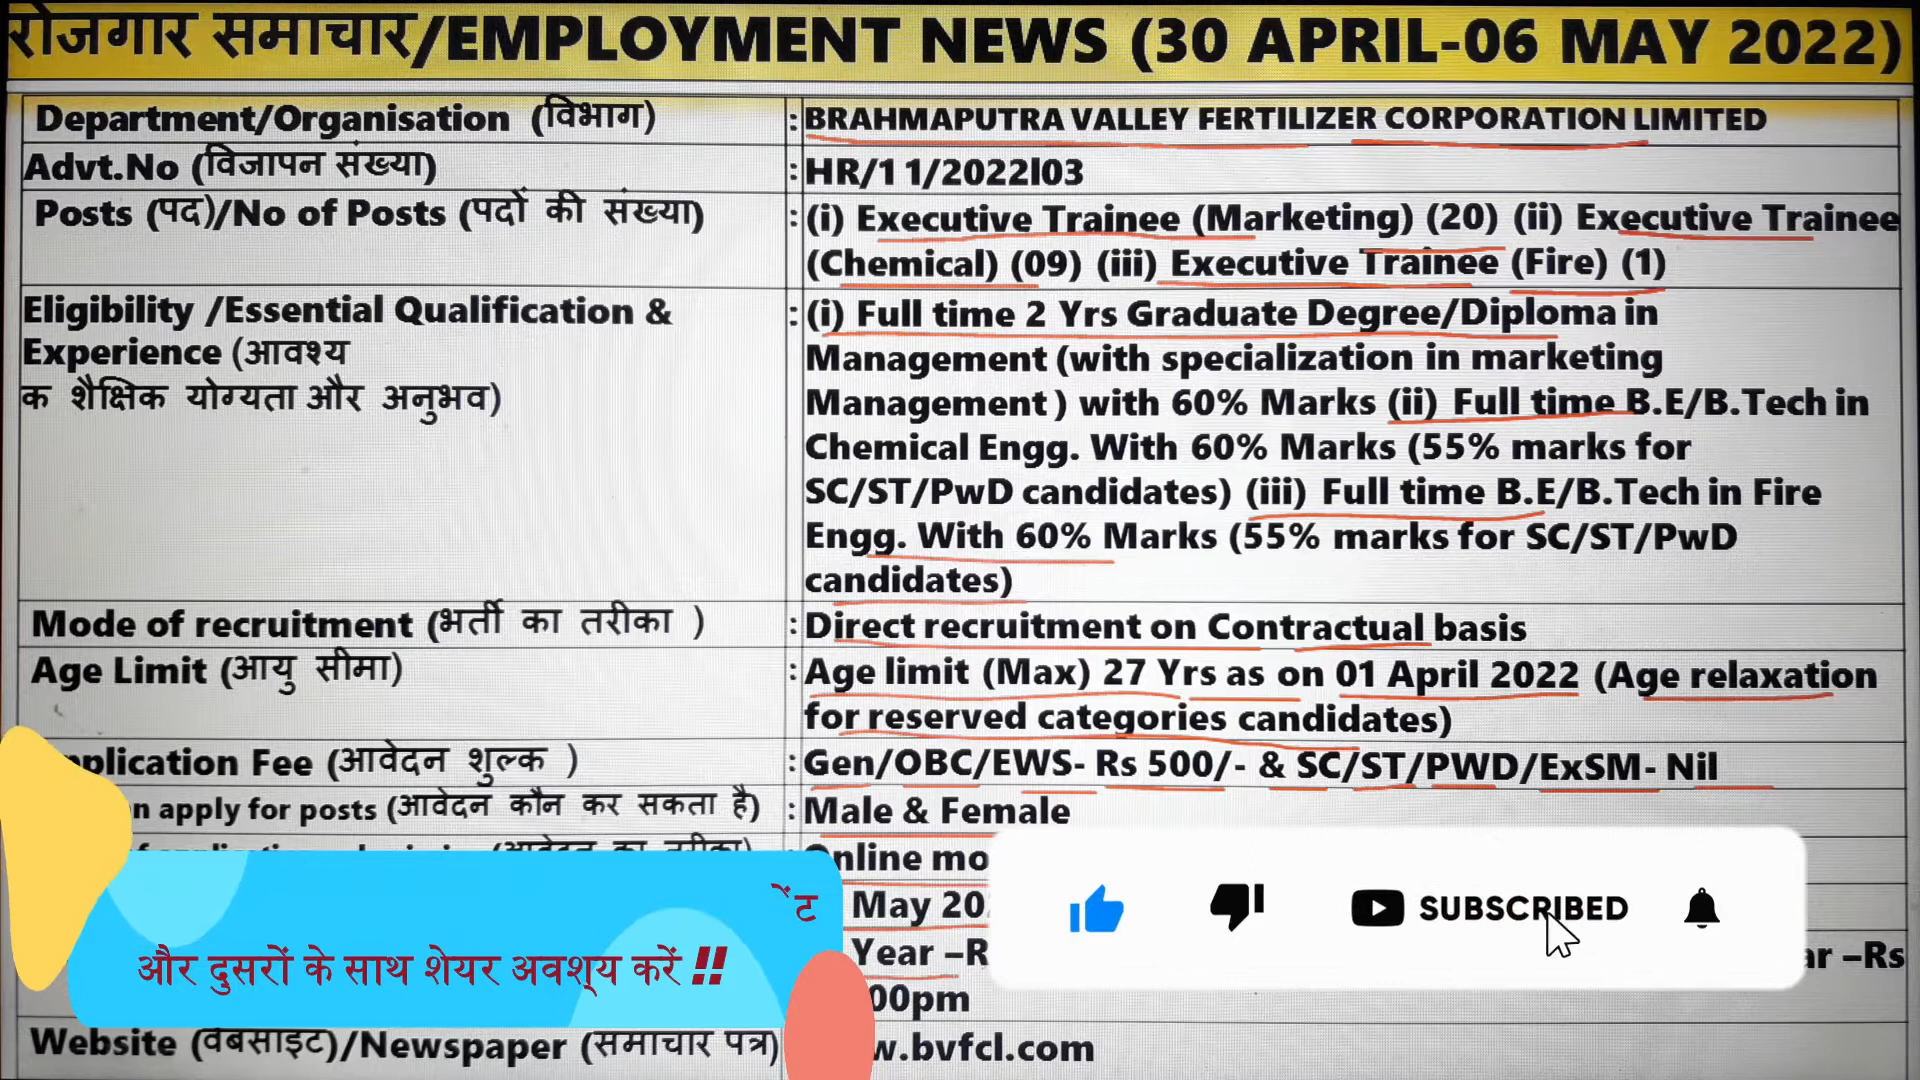 रोजगार समाचार/EMPLOYMENT NEWS (30 APRIL-06 MAY 2022)
Department/Organisation (विभाग) : BRAHMAPUTRA VALLEY FERTILIZER CORPORATION LIMITED
Advt.No (विज्ञापन संख्या) : HR/1 1/2022l03
Posts (पद)/No of Posts (पदों की संख्या) : (i) Executive Trainee (Marketing) (20) (ii) Executive Trainee
(Chemical) (09) (iii) Executive Trainee (Fire) (1)
Eligibility /Essential Qualification &
Experience (आवश्य
क शैक्षिक योग्यता और अनुभव)
: (i) Full time 2 Yrs Graduate Degree/Diploma in
Management (with specialization in marketing
Management ) with 60% Marks (ii) Full time B.E/B.Tech in
Chemical Engg. With 60% Marks (55% marks for
SC/ST/PwD candidates) (iii) Full time B.E/B.Tech in Fire
Engg. With 60% Marks (55% marks for SC/ST/PwD
candidates)
Mode of recruitment (भर्ती का तरीका ) : Direct recruitment on Contractual basis
Age Limit (आयु सीमा) : Age limit (Max) 27 Yrs as on 01 April 2022 (Age relaxation
for reserved categories candidates)
pplication Fee (आवेदन शुल्क ) : Gen/OBC/EWS- Rs 500/- & SC/ST/PWD/ExSM- Nil
n apply for posts (आवेदन कौन कर सकता है) : Male & Female
(आवेदन का तरीका) nline mo
May 20
Year –R ar –Rs
00pm
Website (वेबसाइट)/Newspaper (समाचार पत्र) w.bvfcl.com
ेंट
और दुसरों के साथ शेयर अवश्य करें !!
SUBSCRIBED